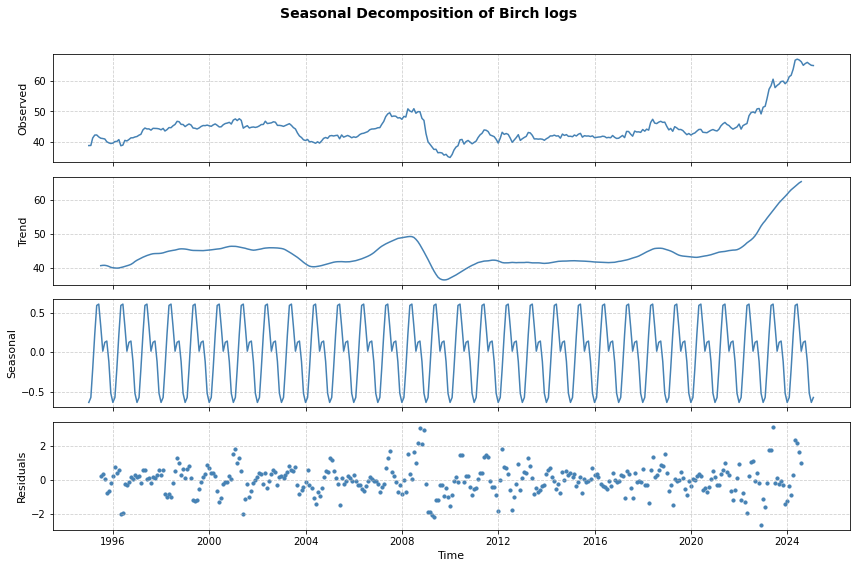 Seasonal Decomposition of Birch logs
Observed
60
50
40
Trend
60
50
40
Seasonal
0.5
0.0
−0.5
Residuals
2
0
−2
1996 2000 2004 2008 2012 2016 2020 2024
Time